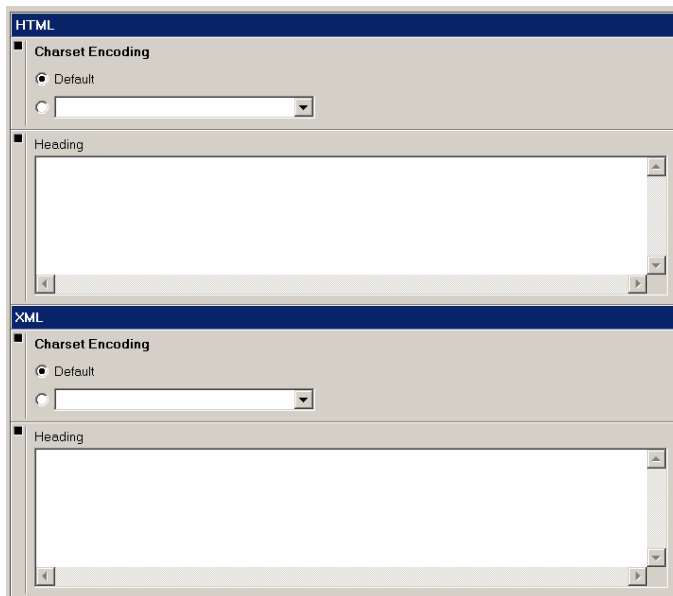 HTML
Charset Encoding
Default
Heading
XML
Charset Encoding
Default
Heading